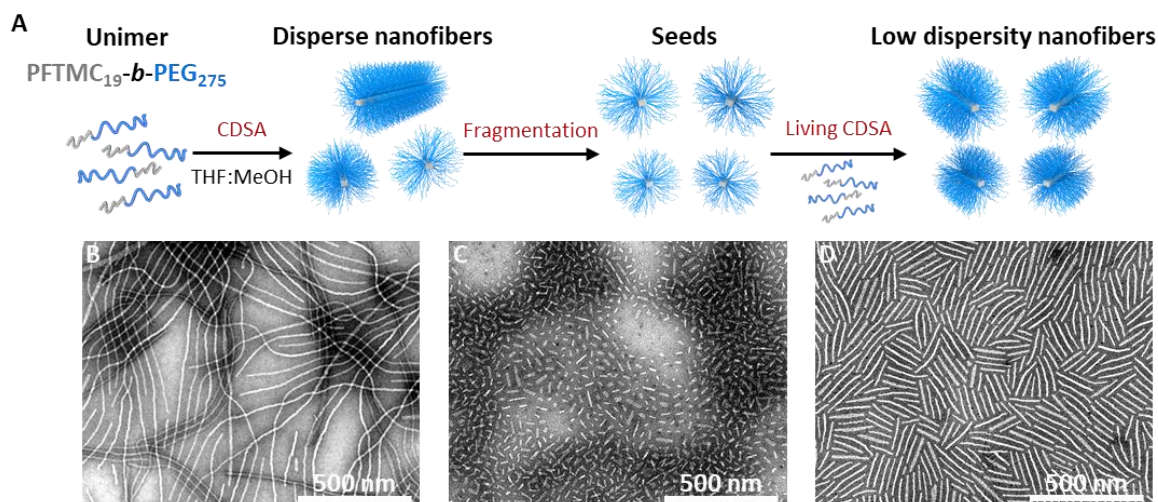 A
Unimer
Disperse nanofibers
Seeds
Low dispersity nanofibers
PFTMC₁₉-b-PEG₂₇₅
CDSA
THF:MeOH
Fragmentation
Living CDSA
B
C
D
500 nm
500 nm
500 nm